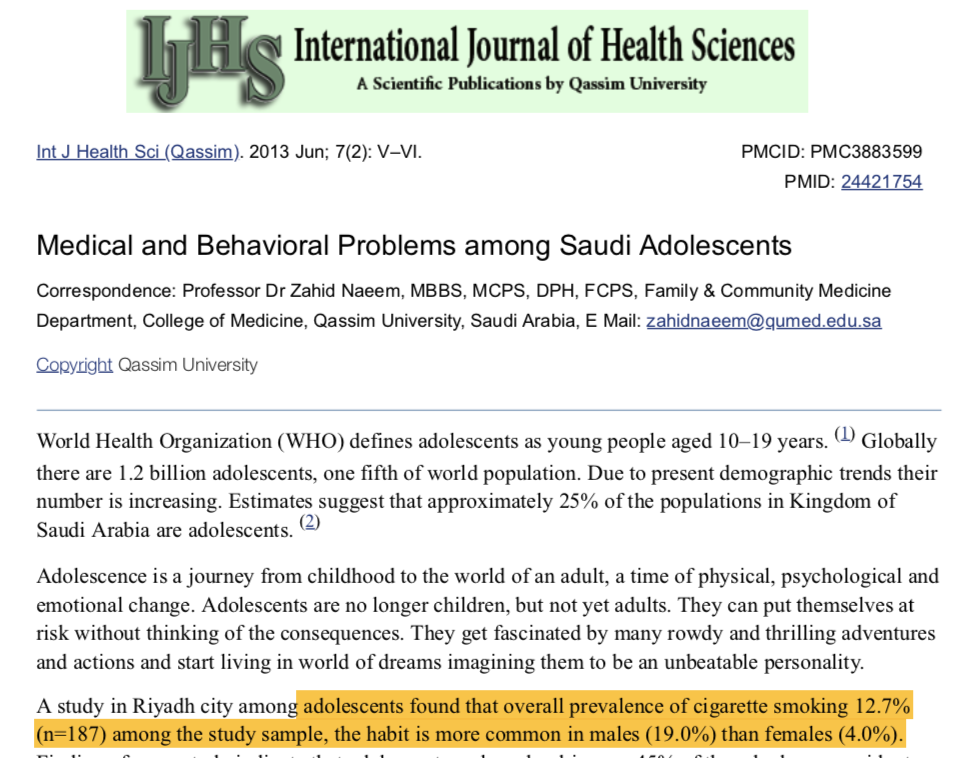 IJHS International Journal of Health Sciences
A Scientific Publications by Qassim University
Int J Health Sci (Qassim). 2013 Jun; 7(2): V–VI.
PMCID: PMC3883599
PMID: 24421754
Medical and Behavioral Problems among Saudi Adolescents
Correspondence: Professor Dr Zahid Naeem, MBBS, MCPS, DPH, FCPS, Family & Community Medicine
Department, College of Medicine, Qassim University, Saudi Arabia, E Mail: zahidnaeem@qumed.edu.sa
Copyright Qassim University
World Health Organization (WHO) defines adolescents as young people aged 10–19 years. (1) Globally
there are 1.2 billion adolescents, one fifth of world population. Due to present demographic trends their
number is increasing. Estimates suggest that approximately 25% of the populations in Kingdom of
Saudi Arabia are adolescents. (2)
Adolescence is a journey from childhood to the world of an adult, a time of physical, psychological and
emotional change. Adolescents are no longer children, but not yet adults. They can put themselves at
risk without thinking of the consequences. They get fascinated by many rowdy and thrilling adventures
and actions and start living in world of dreams imagining them to be an unbeatable personality.
A study in Riyadh city among adolescents found that overall prevalence of cigarette smoking 12.7%
(n=187) among the study sample, the habit is more common in males (19.0%) than females (4.0%).